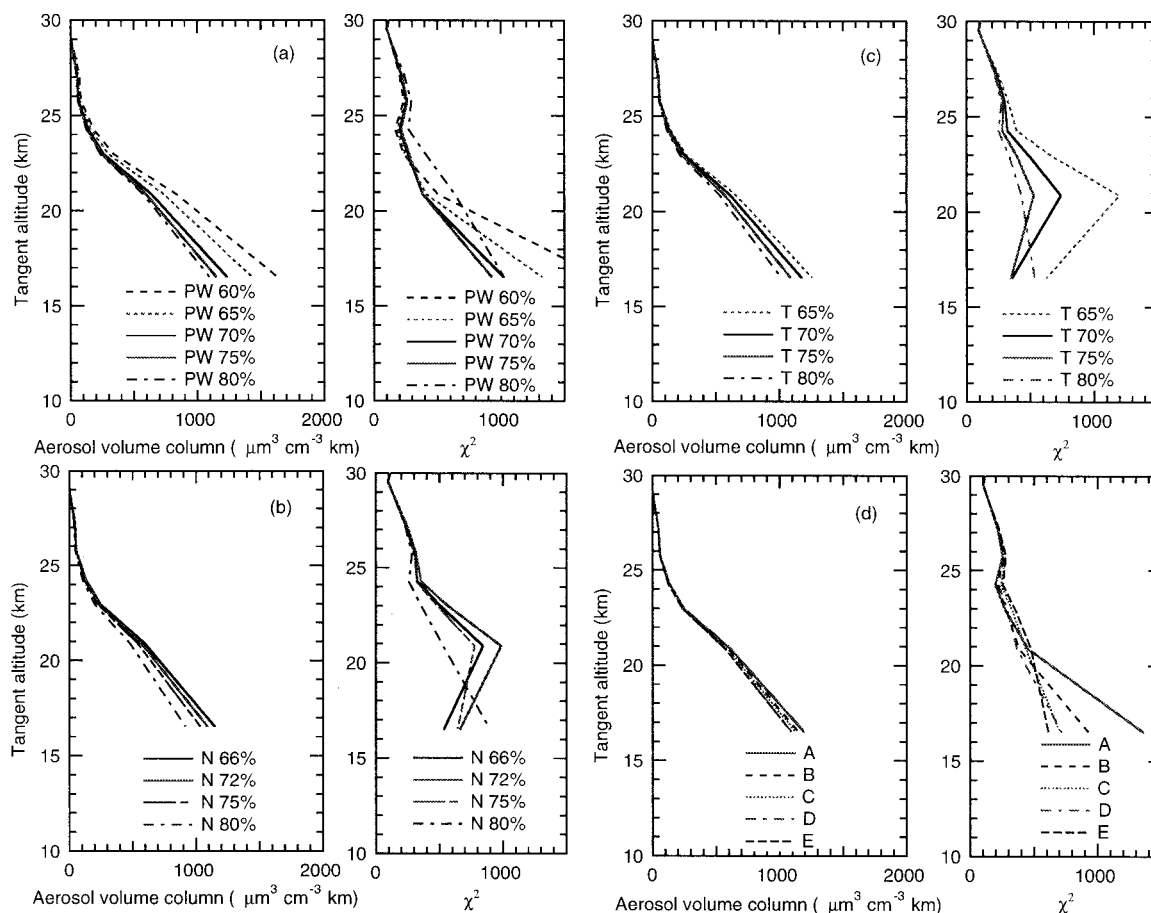 (a)
30
25
20
15
10
Tangent altitude (km)
PW 60%
PW 65%
PW 70%
PW 75%
PW 80%
0 1000 2000
Aerosol volume column ( μm³ cm⁻³ km)
30
25
20
15
10
PW 60%
PW 65%
PW 70%
PW 75%
PW 80%
0 1000
χ²
(c)
30
25
20
15
10
Tangent altitude (km)
T 65%
T 70%
T 75%
T 80%
0 1000 2000
Aerosol volume column ( μm³ cm⁻³ km)
30
25
20
15
10
T 65%
T 70%
T 75%
T 80%
0 1000
χ²
(b)
30
25
20
15
10
Tangent altitude (km)
N 66%
N 72%
N 75%
N 80%
0 1000 2000
Aerosol volume column ( μm³ cm⁻³ km)
30
25
20
15
10
N 66%
N 72%
N 75%
N 80%
0 1000
χ²
(d)
30
25
20
15
10
Tangent altitude (km)
A
B
C
D
E
0 1000 2000
Aerosol volume column ( μm³ cm⁻³ km)
30
25
20
15
10
A
B
C
D
E
0 1000
χ²